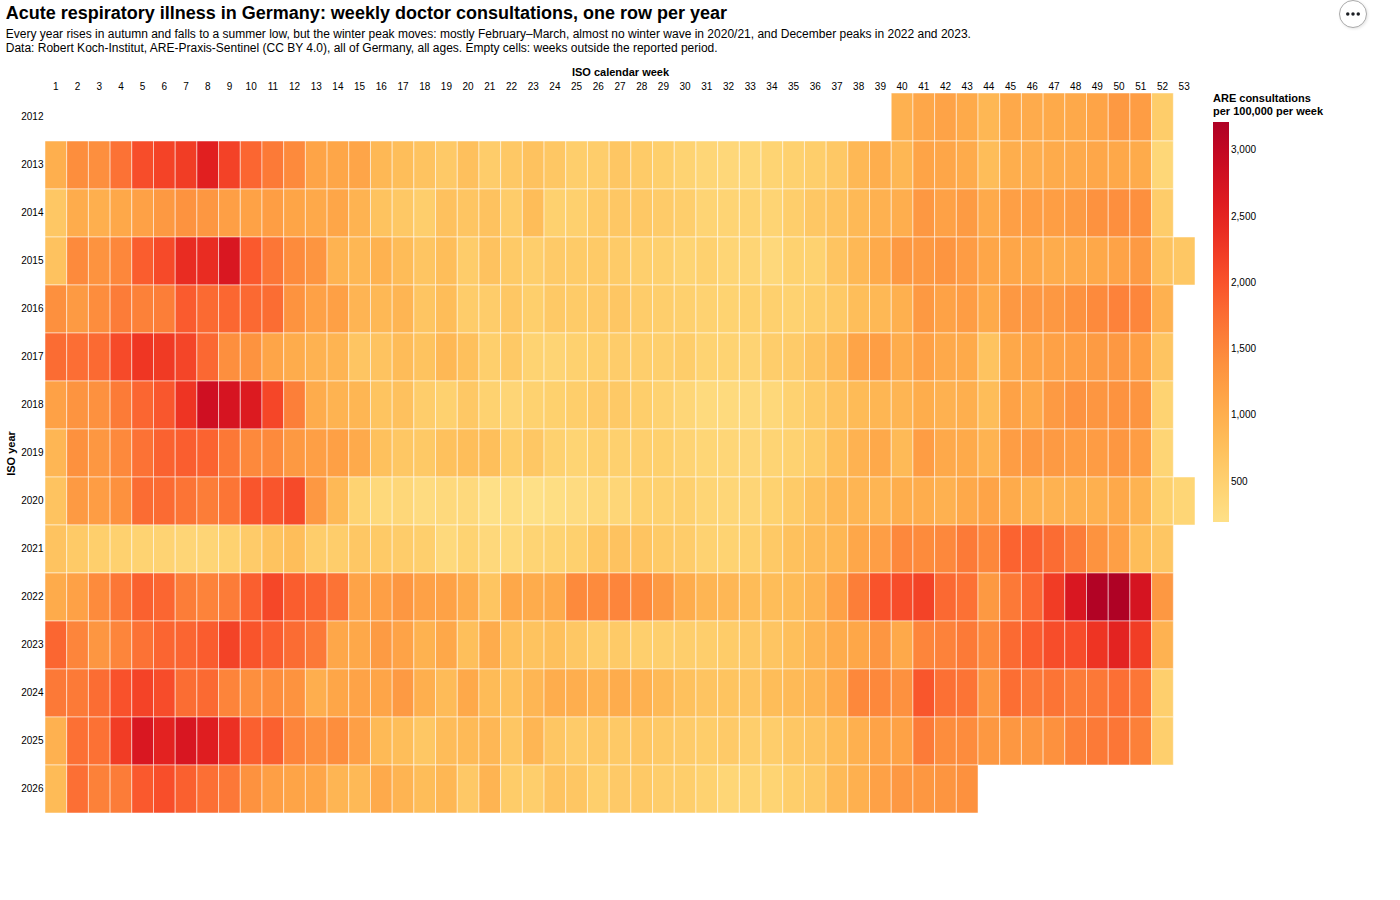 Acute respiratory illness in Germany: weekly doctor consultations, one row per year
Every year rises in autumn and falls to a summer low, but the winter peak moves: mostly February–March, almost no winter wave in 2020/21, and December peaks in 2022 and 2023.
Data: Robert Koch-Institut, ARE-Praxis-Sentinel (CC BY 4.0), all of Germany, all ages. Empty cells: weeks outside the reported period.
ISO calendar week
1 2 3 4 5 6 7 8 9 10 11 12 13 14 15 16 17 18 19 20 21 22 23 24 25 26 27 28 29 30 31 32 33 34 35 36 37 38 39 40 41 42 43 44 45 46 47 48 49 50 51 52 53
ISO year
2012
2013
2014
2015
2016
2017
2018
2019
2020
2021
2022
2023
2024
2025
2026
ARE consultations
per 100,000 per week
3,000
2,500
2,000
1,500
1,000
500